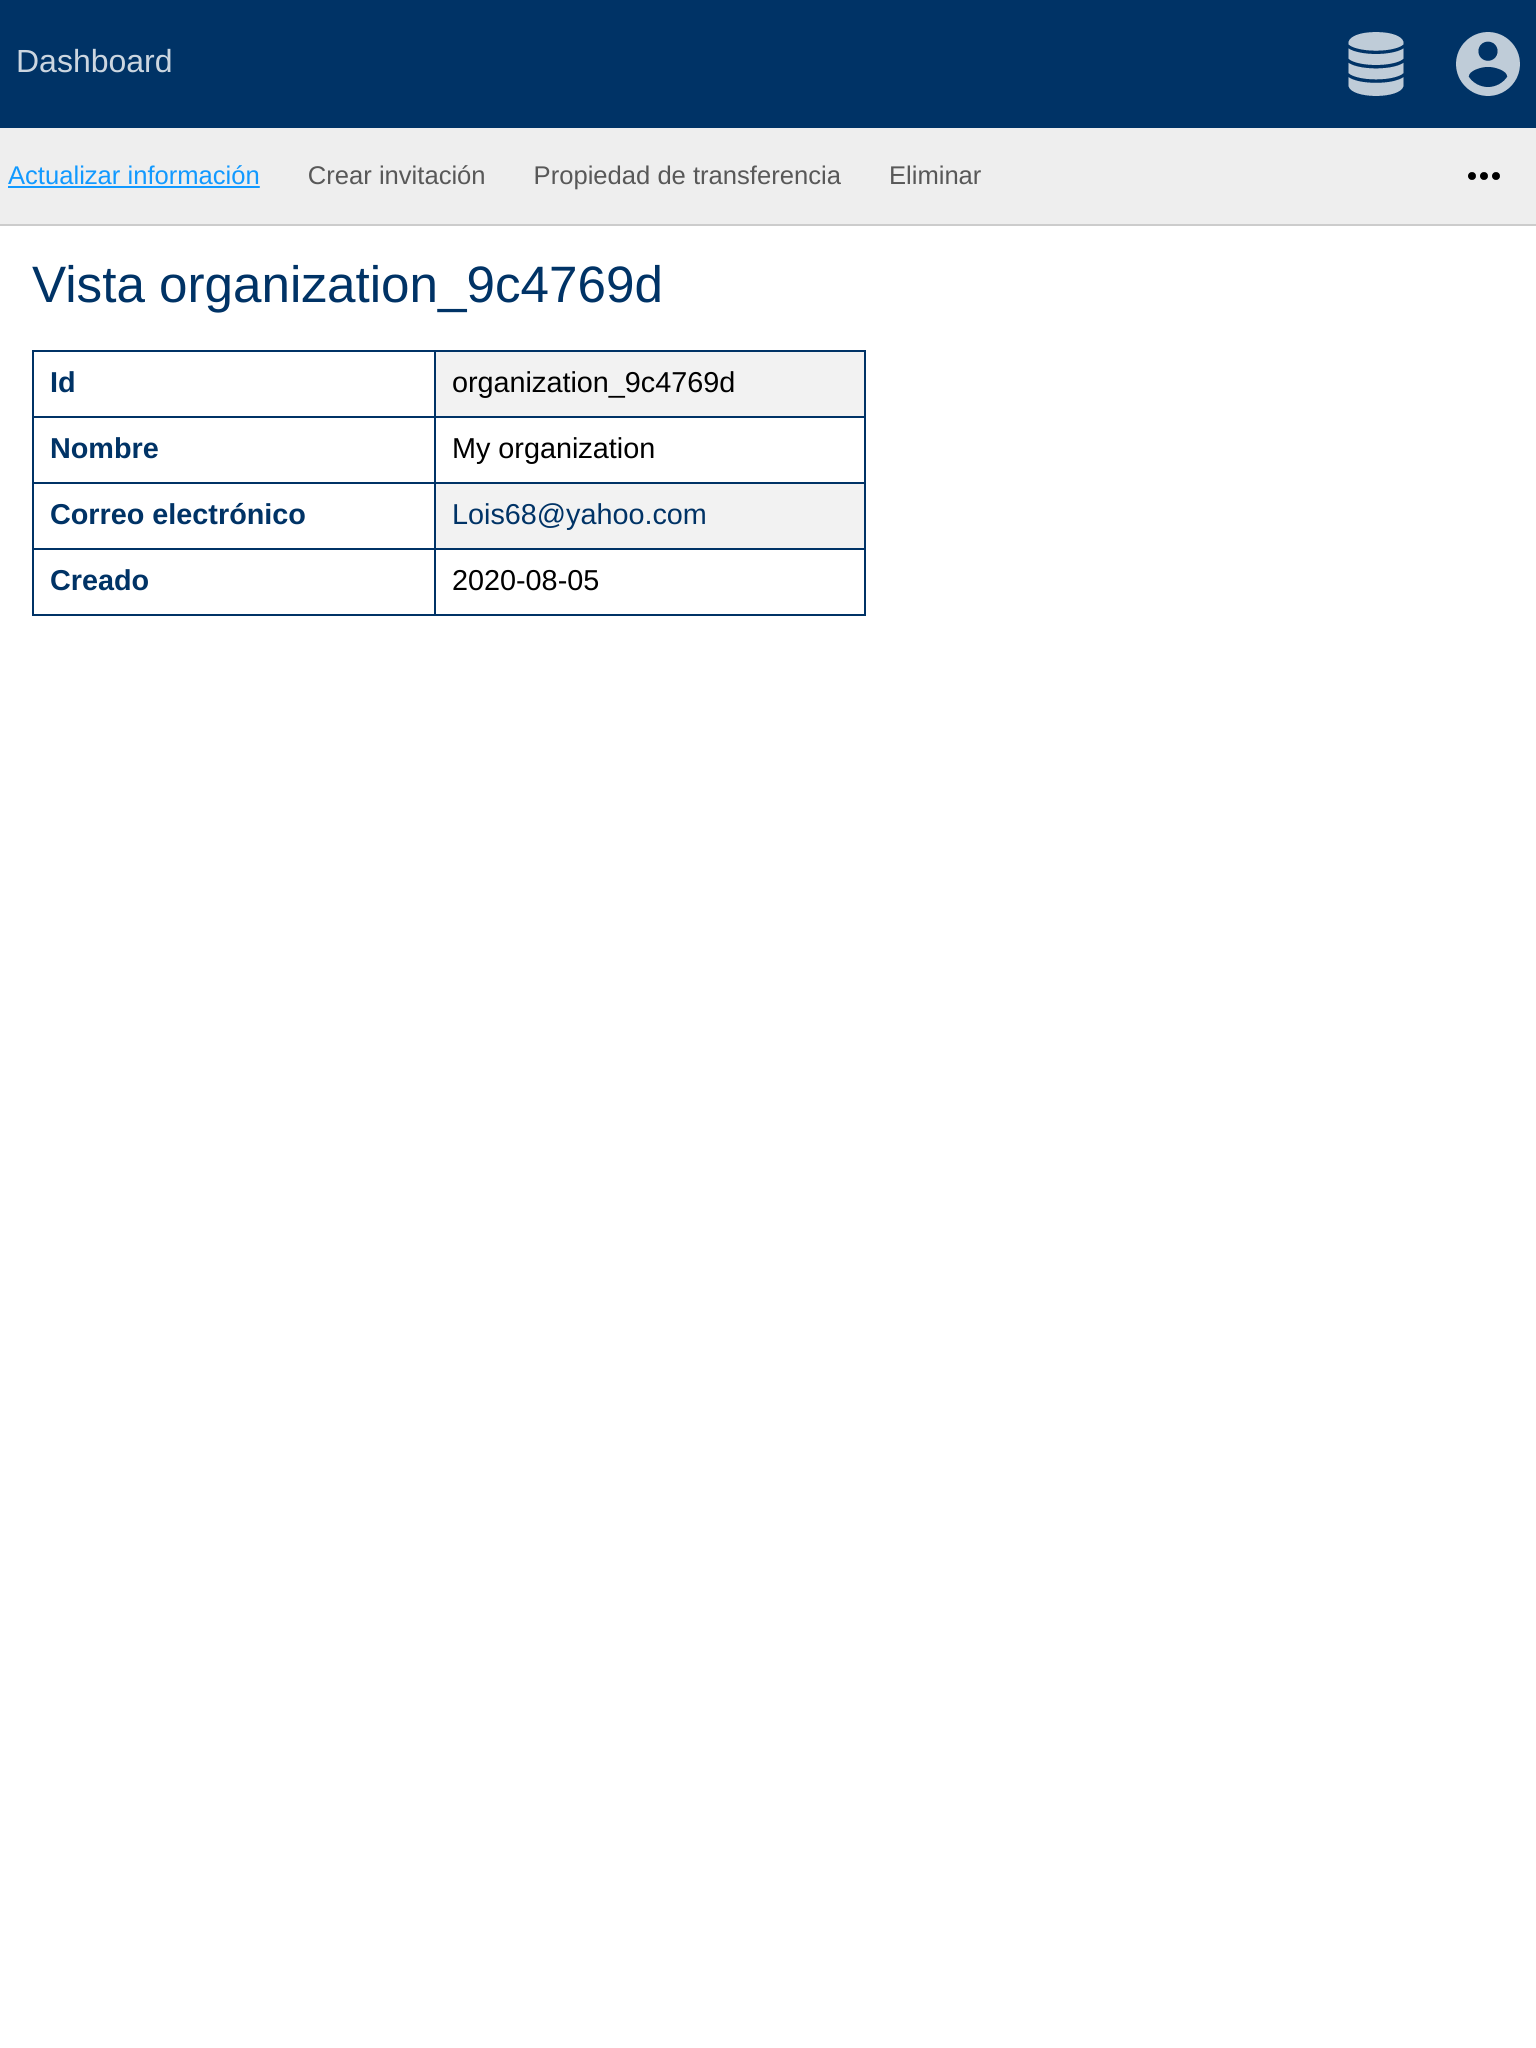 Dashboard
Actualizar información Crear invitación Propiedad de transferencia Eliminar
Vista organization_9c4769d
Id organization_9c4769d
Nombre My organization
Correo electrónico Lois68@yahoo.com
Creado 2020-08-05